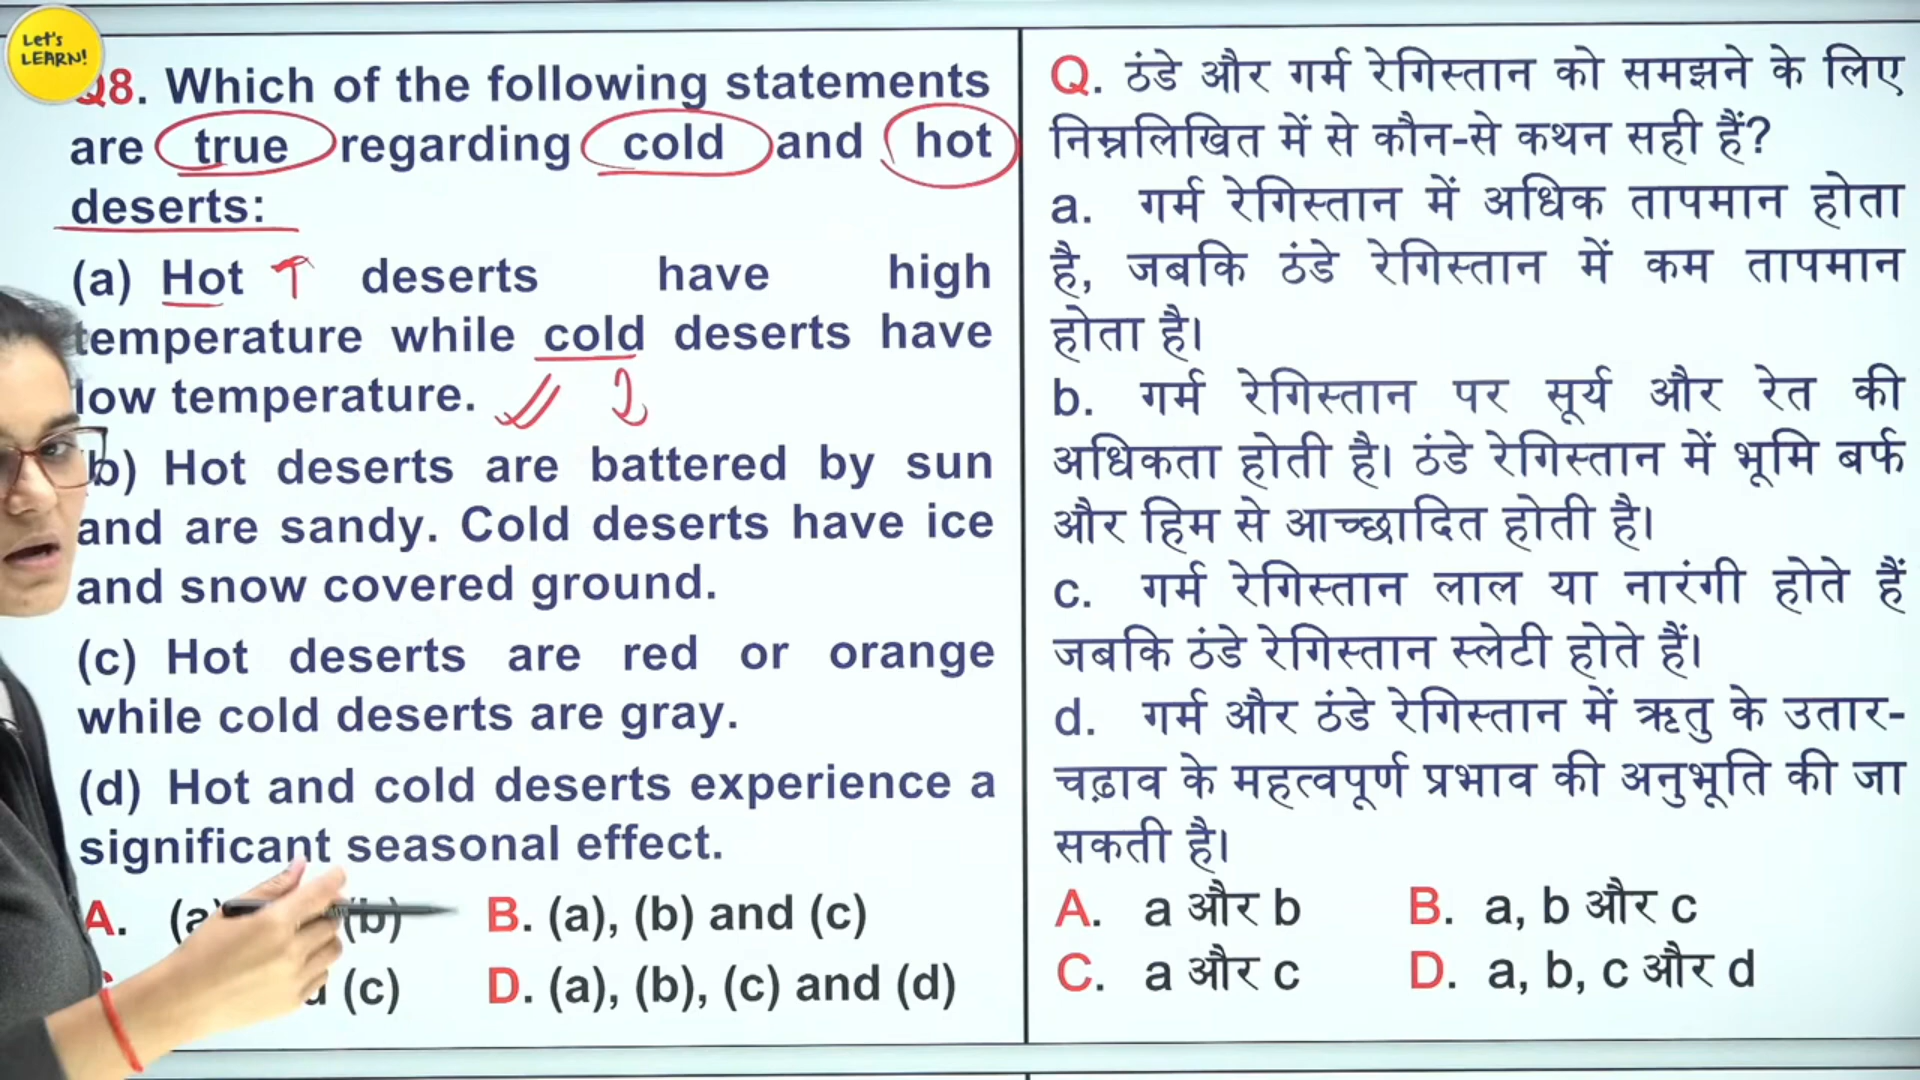 Let's
LEARN!
Q8. Which of the following statements
are true regarding cold and hot
deserts:
(a) Hot deserts have high
temperature while cold deserts have
low temperature.
(b) Hot deserts are battered by sun
and are sandy. Cold deserts have ice
and snow covered ground.
(c) Hot deserts are red or orange
while cold deserts are gray.
(d) Hot and cold deserts experience a
significant seasonal effect.
A. (a) (b) B. (a), (b) and (c)
(c) D. (a), (b), (c) and (d)
Q. ठंडे और गर्म रेगिस्तान को समझने के लिए
निम्नलिखित में से कौन-से कथन सही हैं?
a. गर्म रेगिस्तान में अधिक तापमान होता
है, जबकि ठंडे रेगिस्तान में कम तापमान
होता है।
b. गर्म रेगिस्तान पर सूर्य और रेत की
अधिकता होती है। ठंडे रेगिस्तान में भूमि बर्फ
और हिम से आच्छादित होती है।
c. गर्म रेगिस्तान लाल या नारंगी होते हैं
जबकि ठंडे रेगिस्तान स्लेटी होते हैं।
d. गर्म और ठंडे रेगिस्तान में ऋतु के उतार-
चढ़ाव के महत्वपूर्ण प्रभाव की अनुभूति की जा
सकती है।
A. a और b B. a, b और c
C. a और c D. a, b, c और d